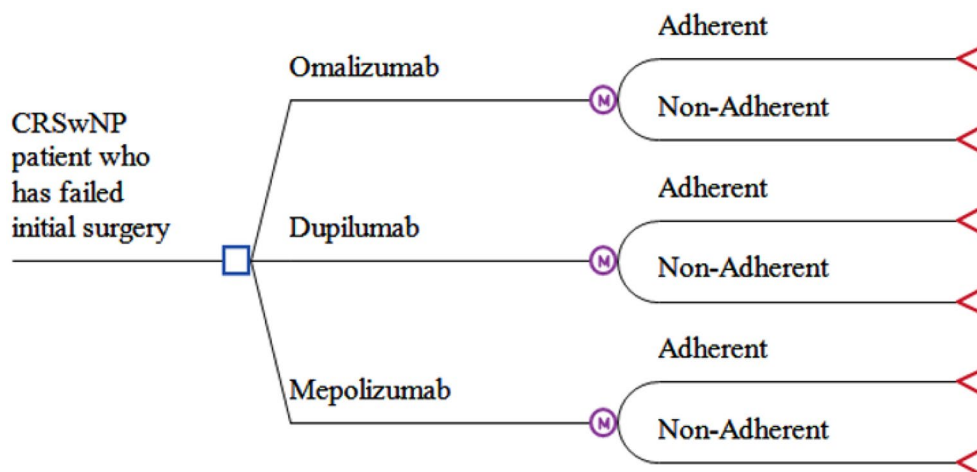 CRSwNP
patient who
has failed
initial surgery
Omalizumab
M
Adherent
Non-Adherent
Dupilumab
M
Adherent
Non-Adherent
Mepolizumab
M
Adherent
Non-Adherent